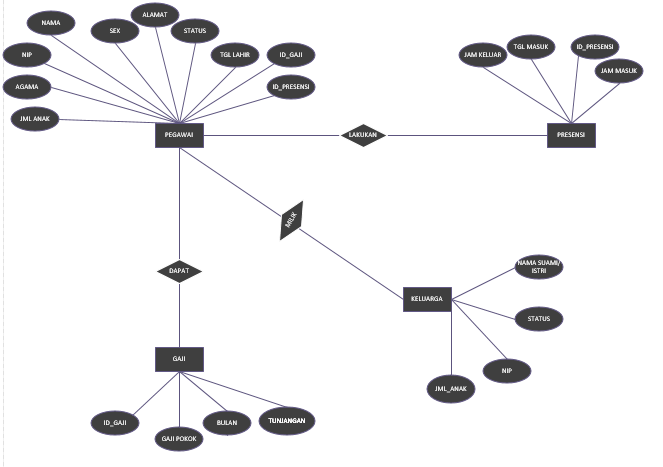 NAMA
SEX
ALAMAT
STATUS
NIP
TGL LAHIR
ID_GAJI
AGAMA
ID_PRESENSI
JML ANAK
PEGAWAI
LAKUKAN
JAM KELUAR
TGL MASUK
ID_PRESENSI
JAM MASUK
PRESENSI
MILIK
DAPAT
KELUARGA
NAMA SUAMI/
ISTRI
STATUS
NIP
JML_ANAK
GAJI
ID_GAJI
GAJI POKOK
BULAN
TUNJANGAN